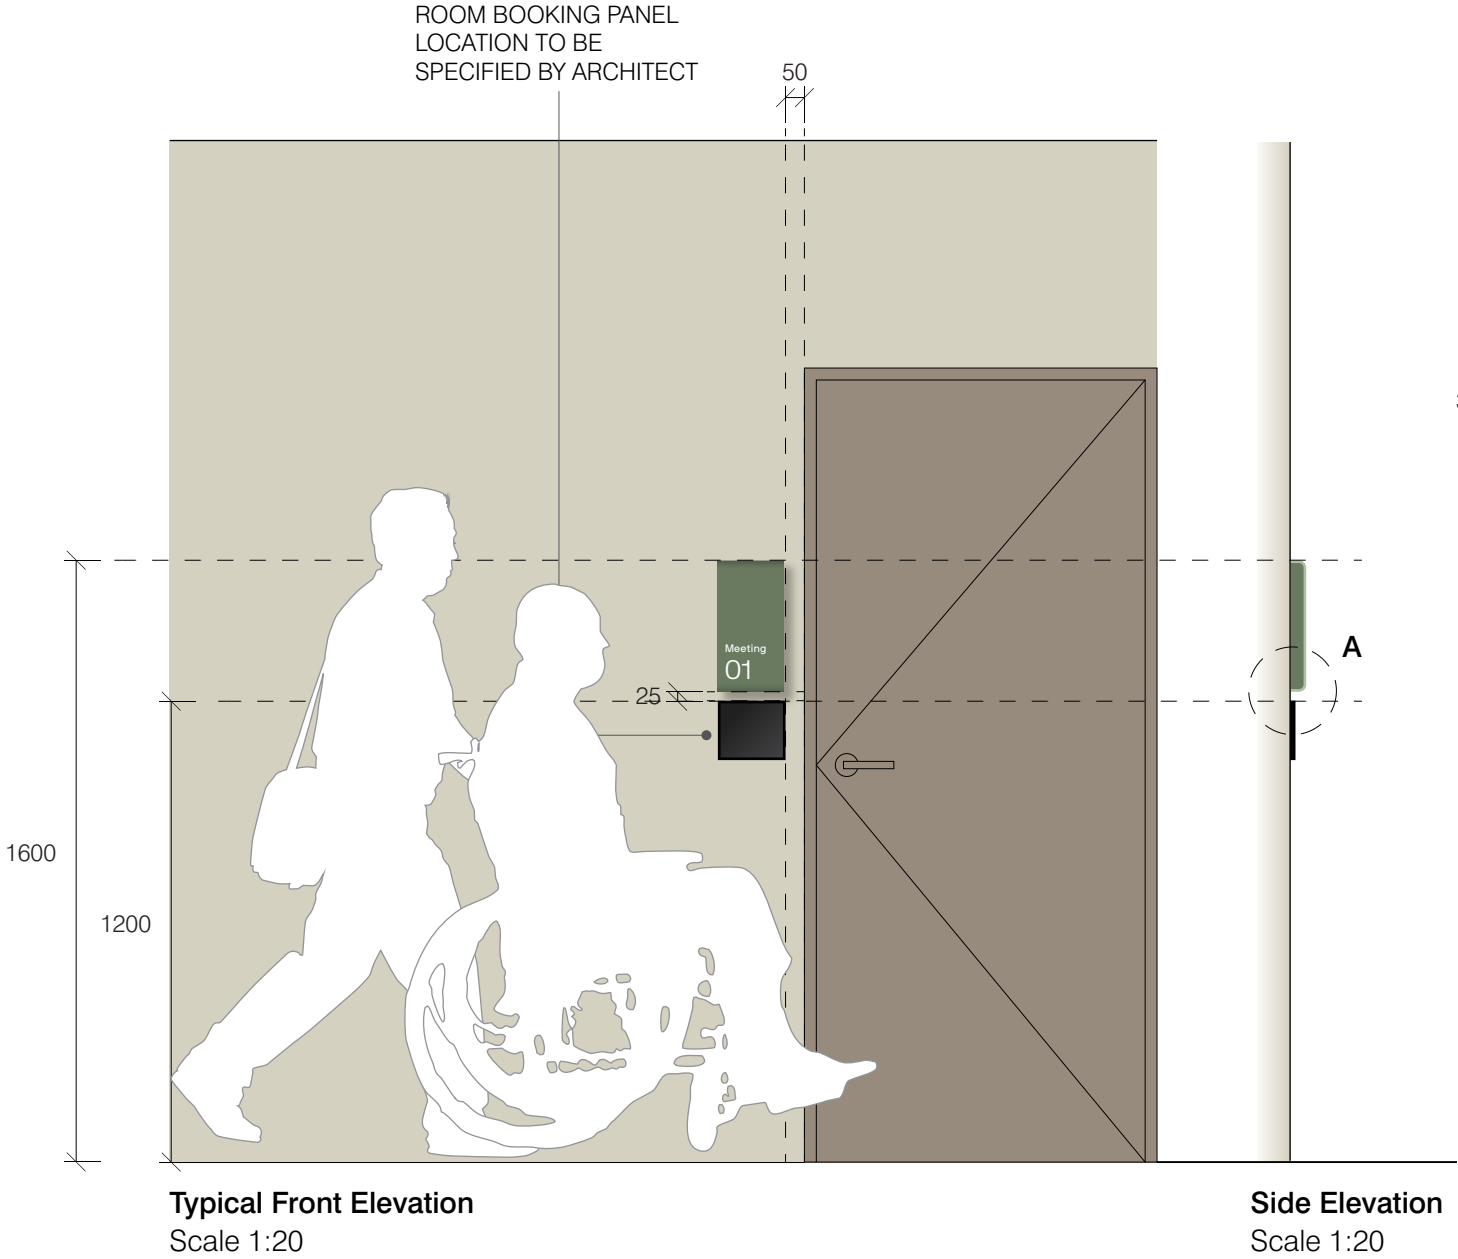 ROOM BOOKING PANEL
LOCATION TO BE
SPECIFIED BY ARCHITECT
50
Meeting
01
25
A
1600
1200
Typical Front Elevation
Scale 1:20
Side Elevation
Scale 1:20